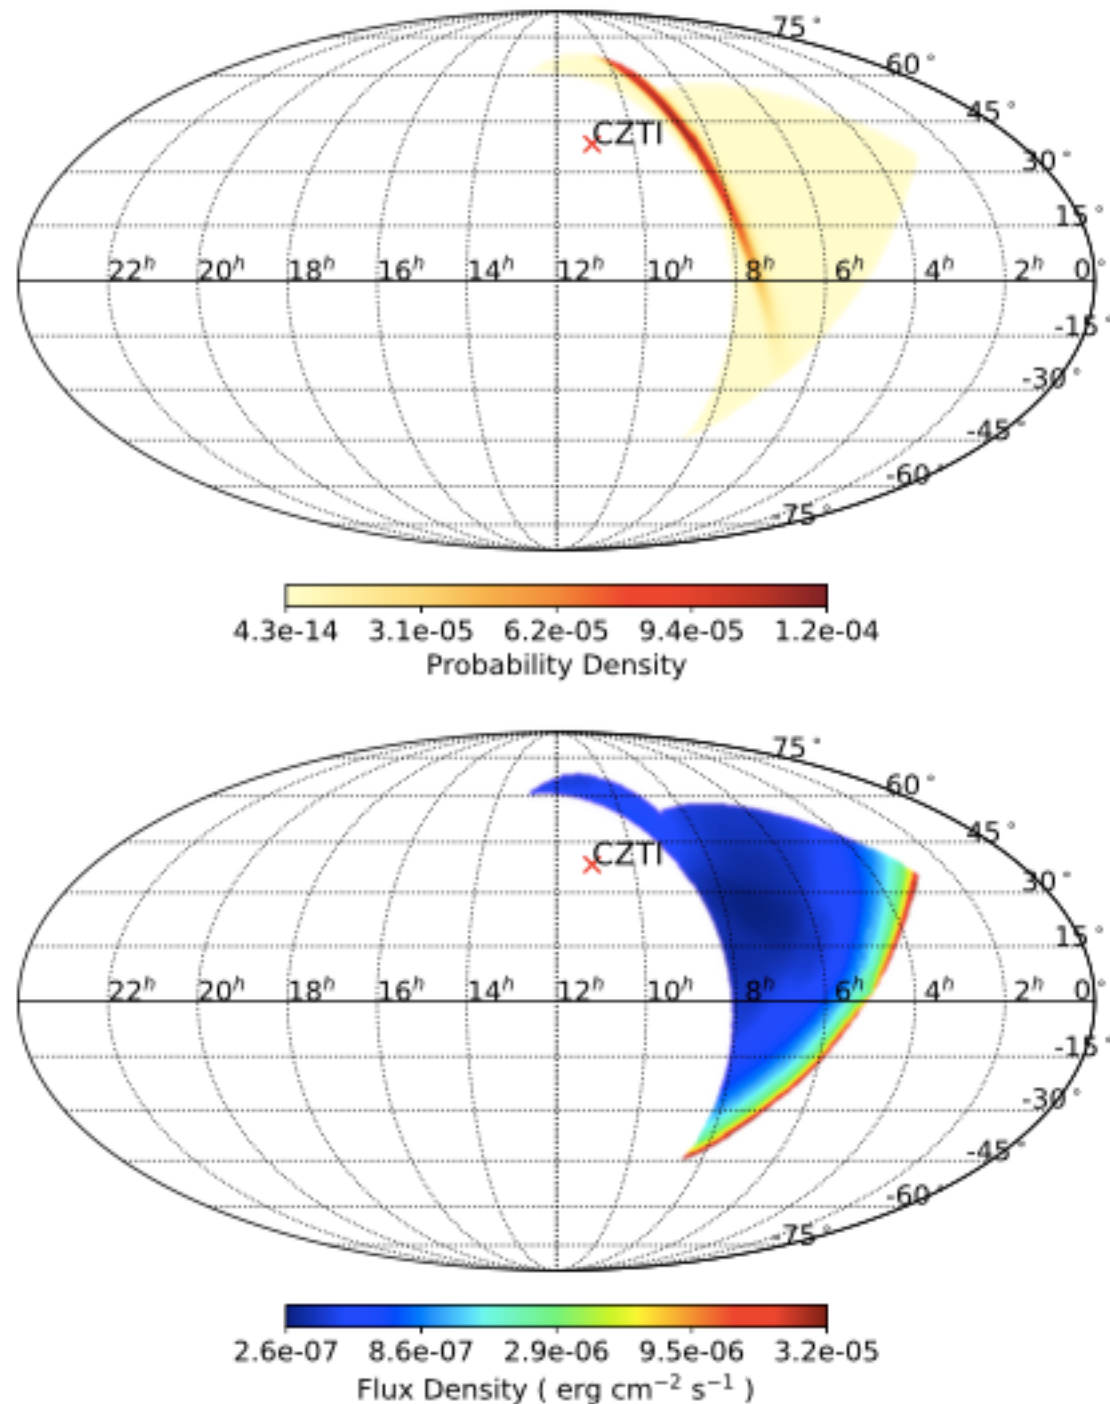 75°
60°
45°
CZTI
30°
15°
22ʰ 20ʰ 18ʰ 16ʰ 14ʰ 12ʰ 10ʰ 8ʰ 6ʰ 4ʰ 2ʰ 0°
-15°
-30°
-45°
-60°
-75°
4.3e-14 3.1e-05 6.2e-05 9.4e-05 1.2e-04
Probability Density
75°
60°
45°
CZTI
30°
15°
22ʰ 20ʰ 18ʰ 16ʰ 14ʰ 12ʰ 10ʰ 8ʰ 6ʰ 4ʰ 2ʰ 0°
-15°
-30°
-45°
-60°
-75°
2.6e-07 8.6e-07 2.9e-06 9.5e-06 3.2e-05
Flux Density ( erg cm⁻² s⁻¹ )